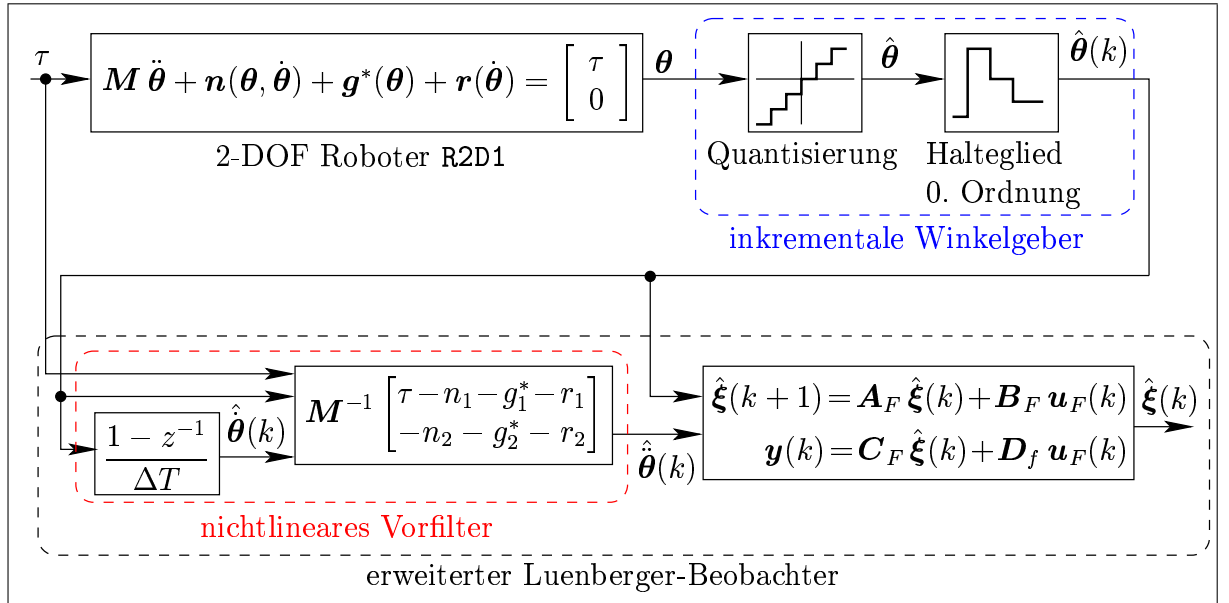 τ
M θ̈ + n(θ, θ̇) + g*(θ) + r(θ̇) = [ τ 0 ]
θ
θ̂
θ̂(k)
2-DOF Roboter R2D1
Quantisierung
Halteglied
0. Ordnung
inkrementale Winkelgeber
1 − z⁻¹
ΔT
θ̇̂(k)
M⁻¹
[ τ − n₁ − g₁* − r₁
−n₂ − g₂* − r₂ ]
θ̈̂(k)
ξ̂(k + 1) = A_F ξ̂(k) + B_F u_F(k)
y(k) = C_F ξ̂(k) + D_f u_F(k)
ξ̂(k)
nichtlineares Vorfilter
erweiterter Luenberger-Beobachter